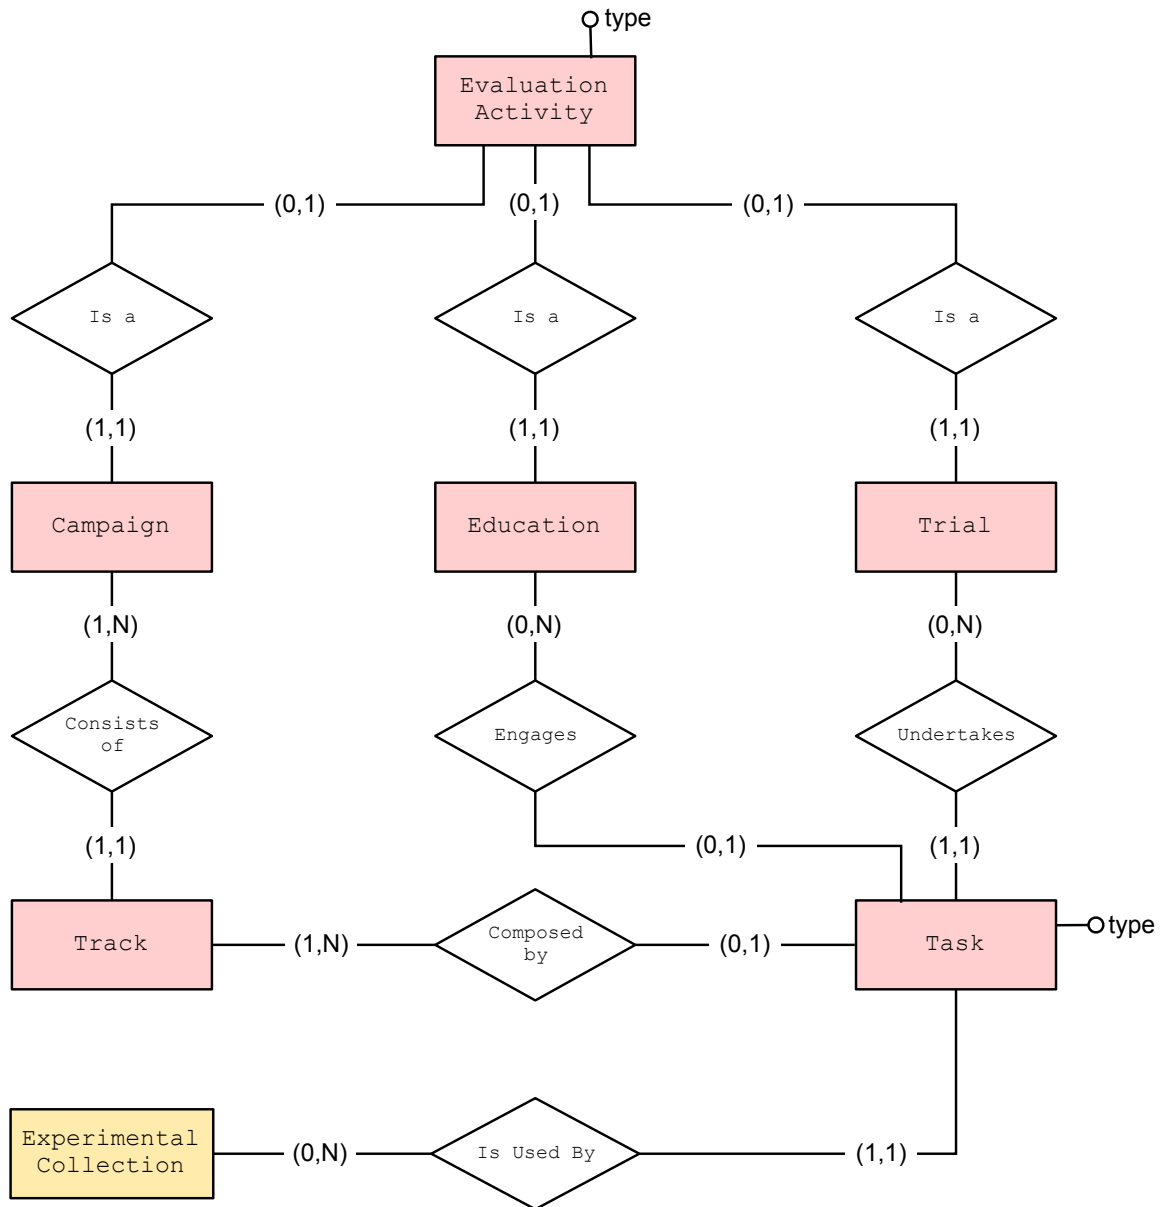 type
Evaluation
Activity
(0,1)
(0,1)
(0,1)
Is a
Is a
Is a
(1,1)
(1,1)
(1,1)
Campaign
Education
Trial
(1,N)
(0,N)
(0,N)
Consists
of
Engages
Undertakes
(1,1)
(0,1)
(1,1)
Track
(1,N)
Composed
by
(0,1)
Task
type
Experimental
Collection
(0,N)
Is Used By
(1,1)